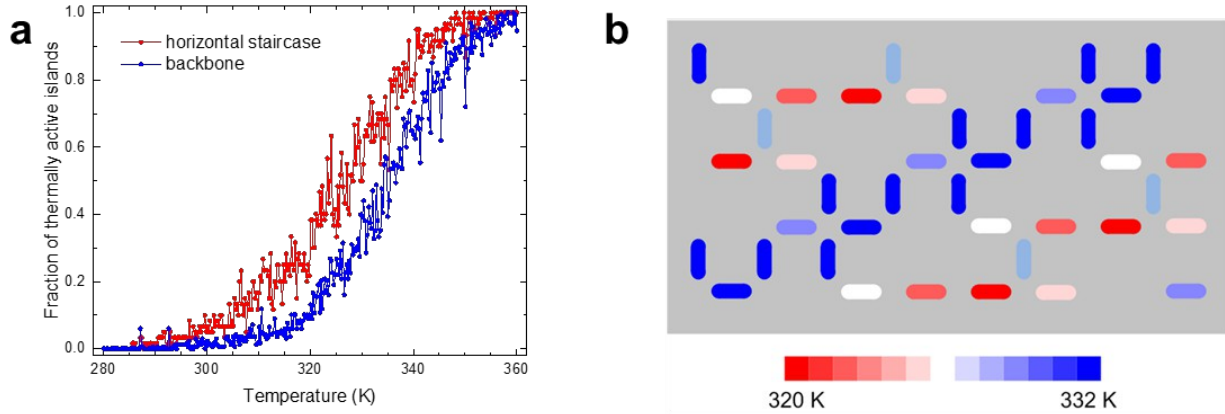 a
horizontal staircase
backbone
Fraction of thermally active islands
1.0
0.8
0.6
0.4
0.2
0.0
280
300
320
340
360
Temperature (K)
b
320 K
332 K